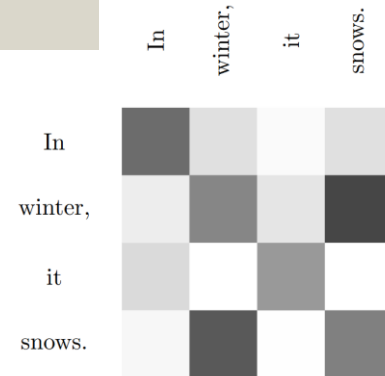 In
winter,
it
snows.
In
winter,
it
snows.